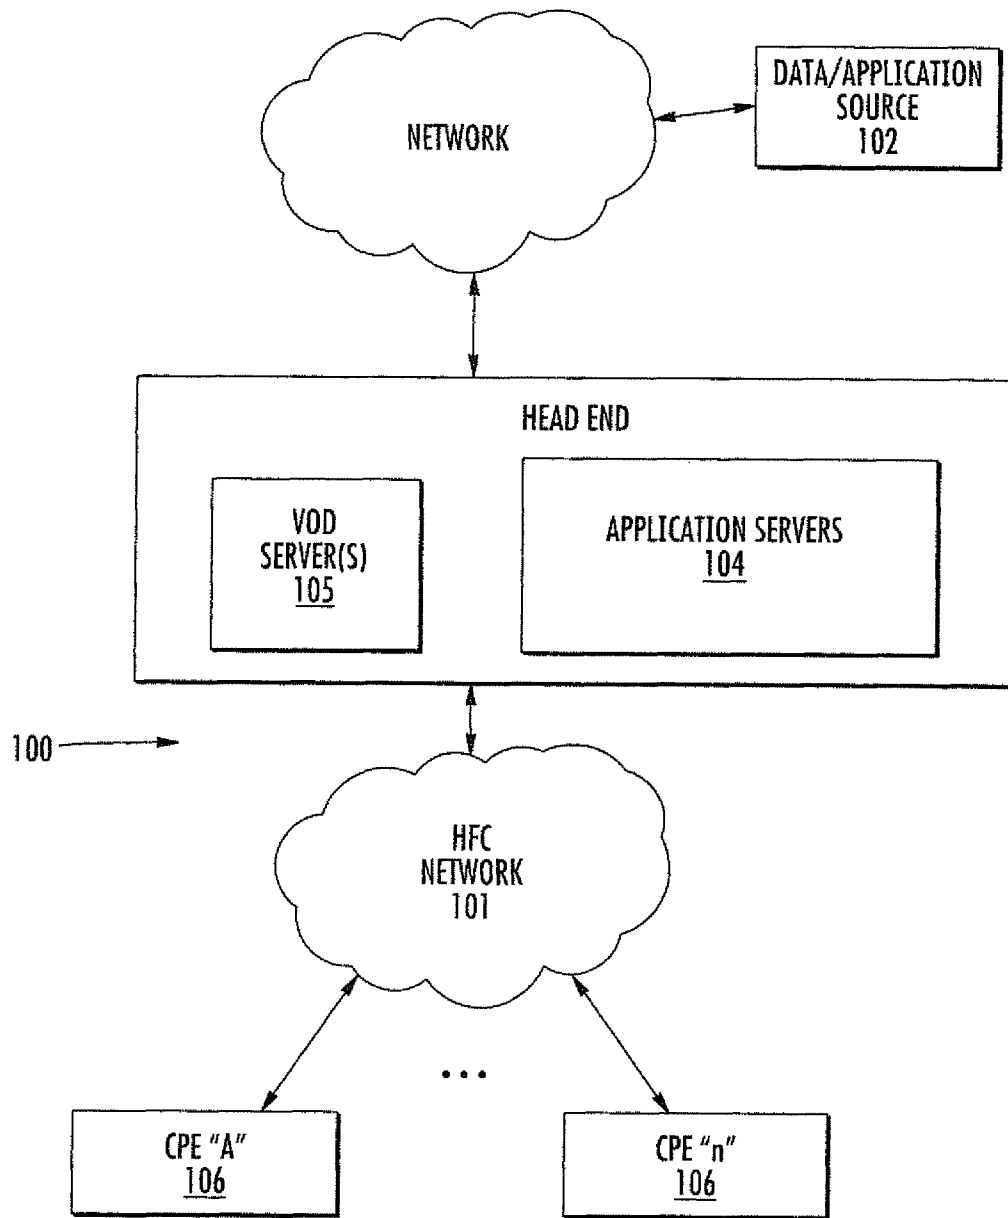 DATA/APPLICATION
SOURCE
102
NETWORK
HEAD END
VOD
SERVER(S)
105
APPLICATION SERVERS
104
100
HFC
NETWORK
101
CPE "A"
106
CPE "n"
106